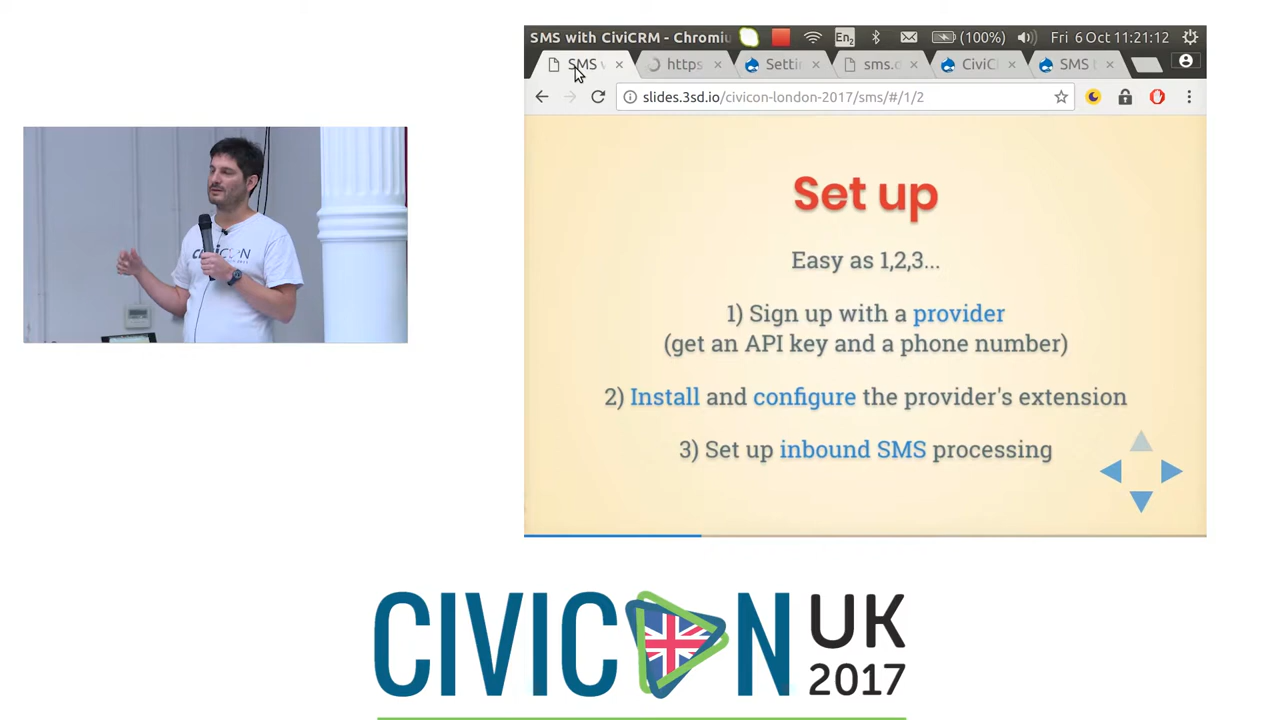 SMS with CiviCRM - Chromiu
En2
(100%)
Fri 6 Oct 11:21:12
SMS
https
Settin
sms.
CiviC
SMS
slides.3sd.io/civicon-london-2017/sms/#/1/2
Set up
Easy as 1,2,3...
1) Sign up with a provider
(get an API key and a phone number)
2) Install and configure the provider's extension
3) Set up inbound SMS processing
CIVICON UK
2017